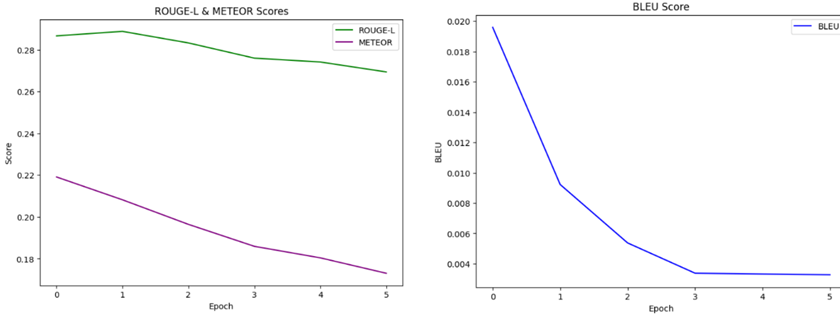 ROUGE-L & METEOR Scores
ROUGE-L
METEOR
0.28
0.26
0.24
0.22
0.20
0.18
Score
0 1 2 3 4 5
Epoch
BLEU Score
BLEU
0.020
0.018
0.016
0.014
0.012
0.010
0.008
0.006
0.004
BLEU
0 1 2 3 4 5
Epoch